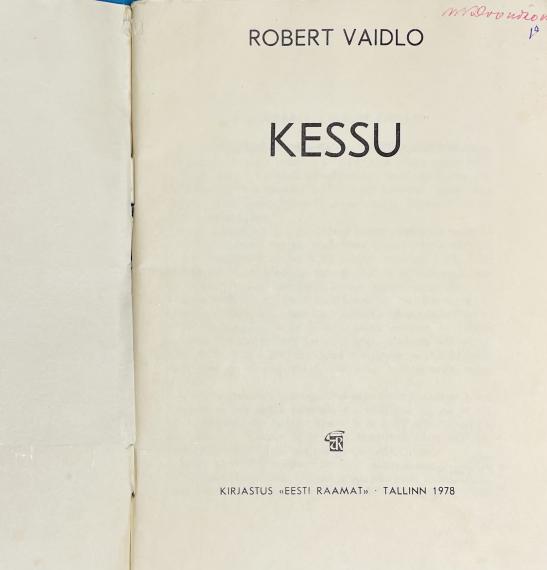 ROBERT VAIDLO
KESSU
KIRJASTUS «EESTI RAAMAT» · TALLINN 1978